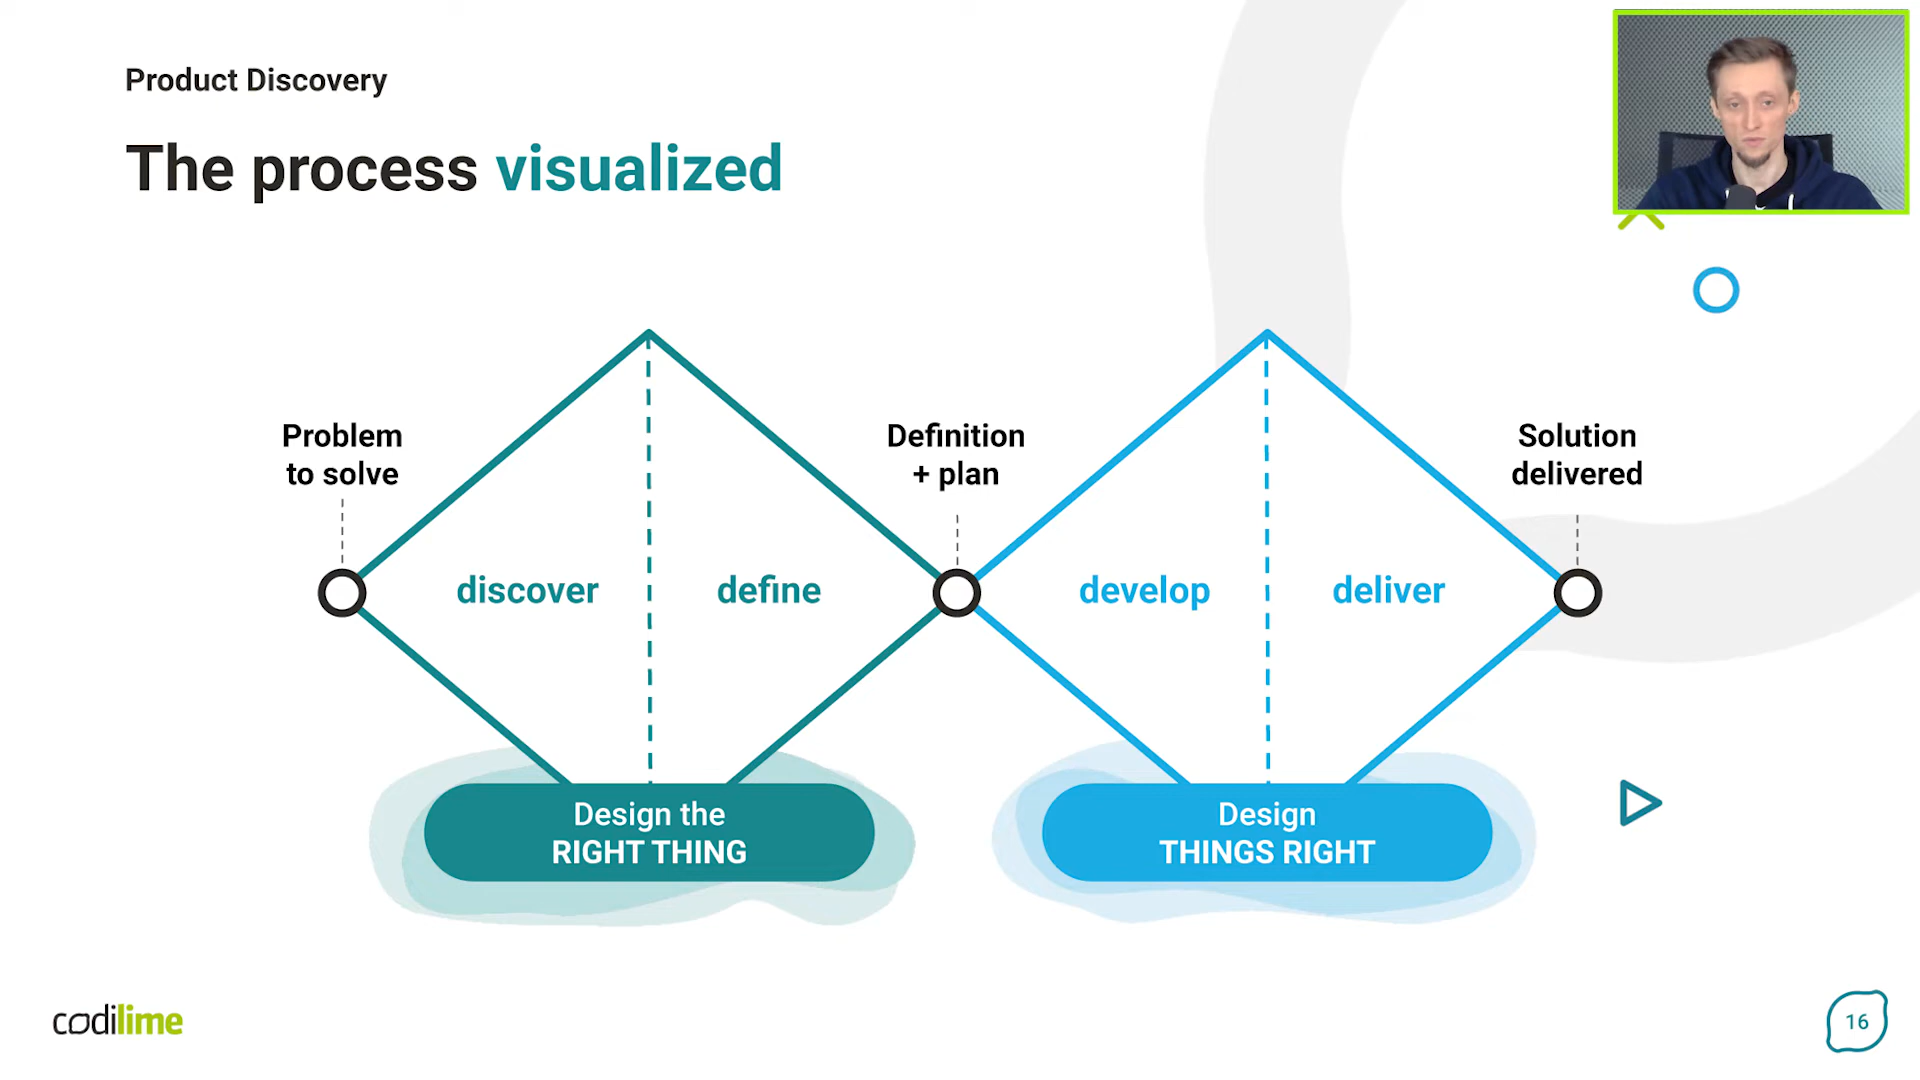 Product Discovery
The process visualized
Problem
to solve
Definition
+ plan
Solution
delivered
discover
define
develop
deliver
Design the
RIGHT THING
Design
THINGS RIGHT
codilime
16